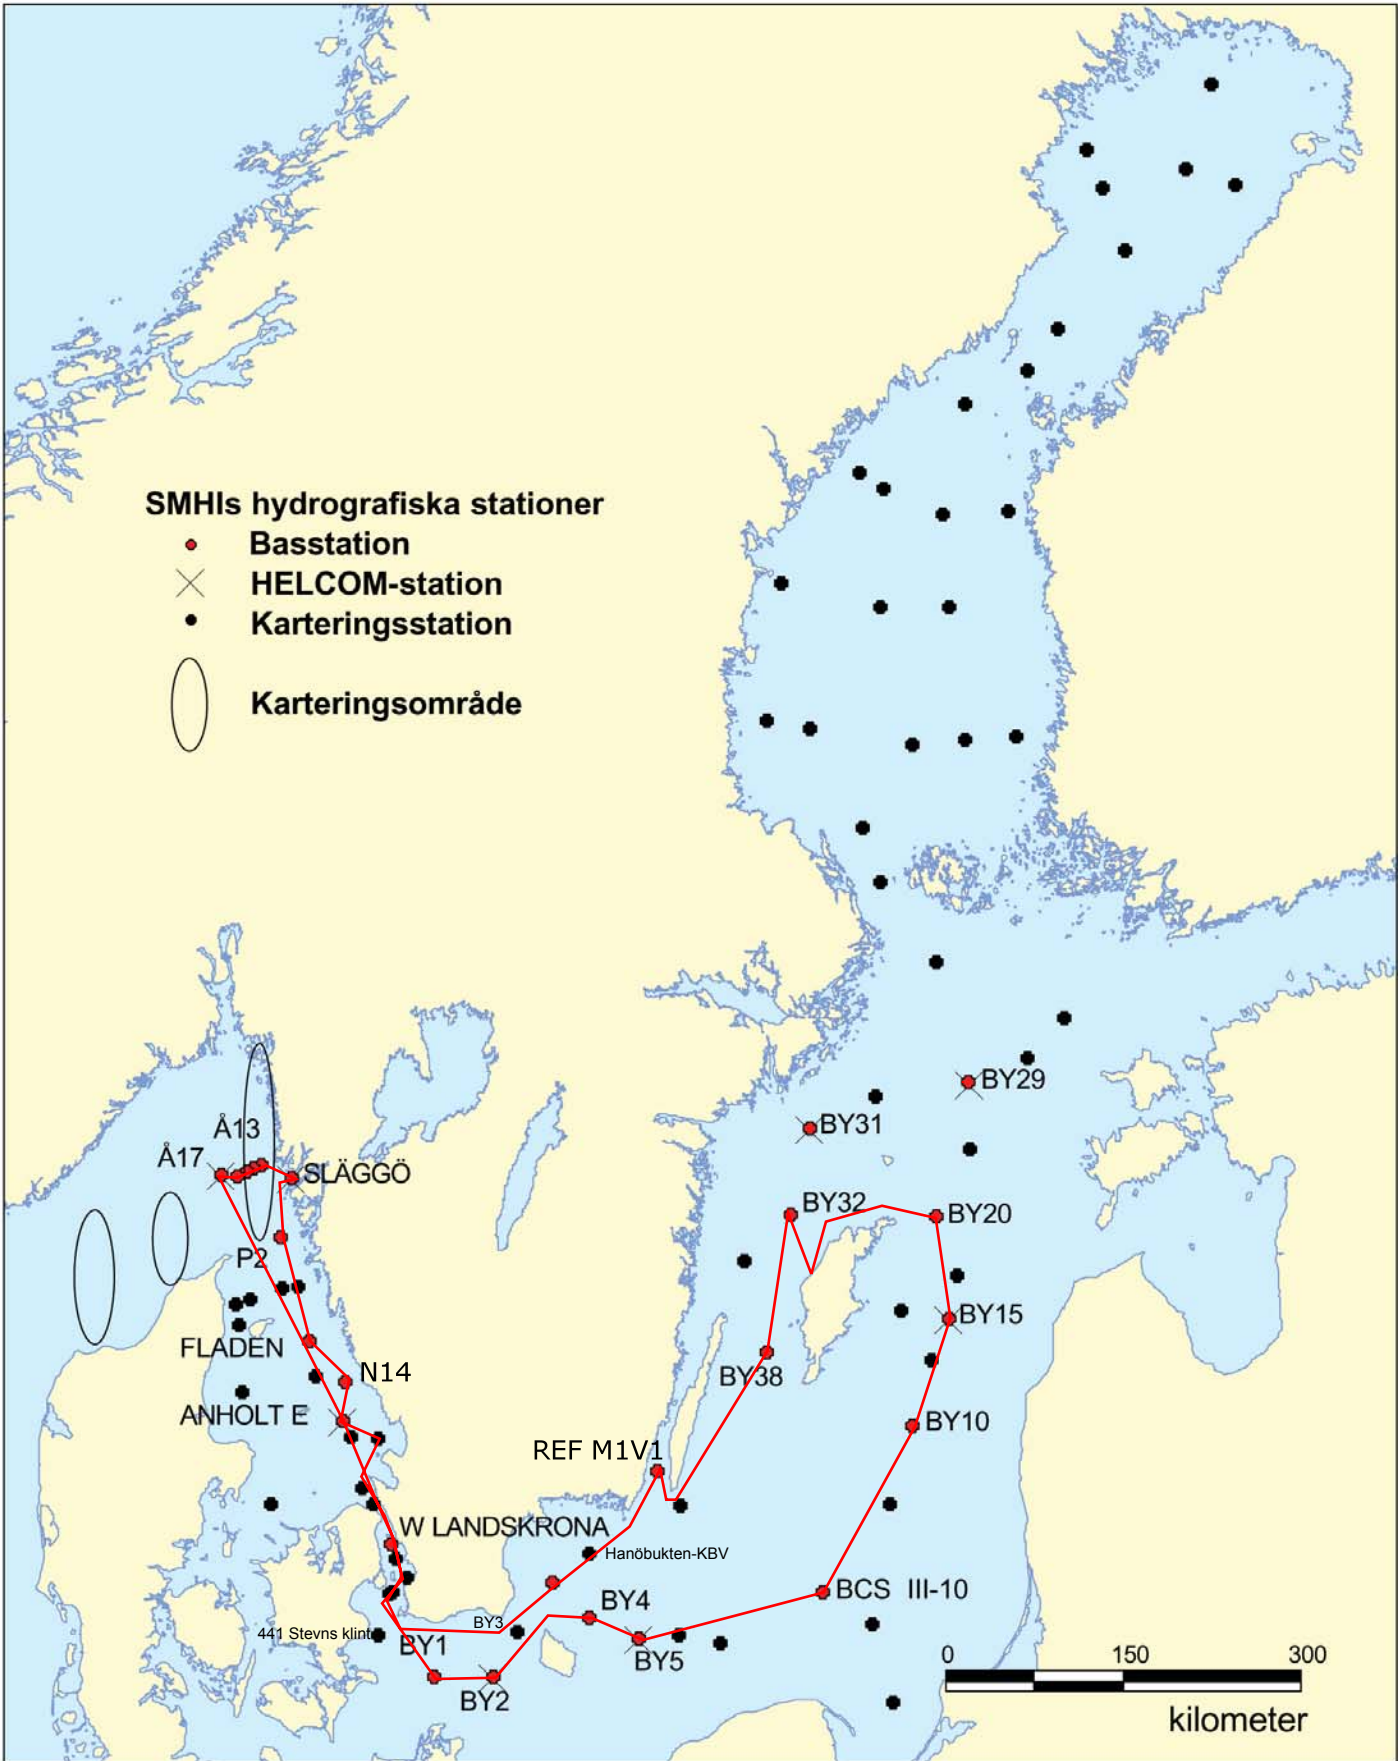 SMHIs hydrografiska stationer
Basstation
HELCOM-station
Karteringsstation
Karteringsområde
BY29
Å13
BY31
Å17
SLÄGGÖ
BY32
BY20
P2
BY15
FLADEN
N14
BY38
ANHOLT E
BY10
REF M1V1
W LANDSKRONA
Hanöbukten-KBV
BCS III-10
BY4
BY3
441 Stevns klint
BY1
BY5
BY2
0 150 300
kilometer